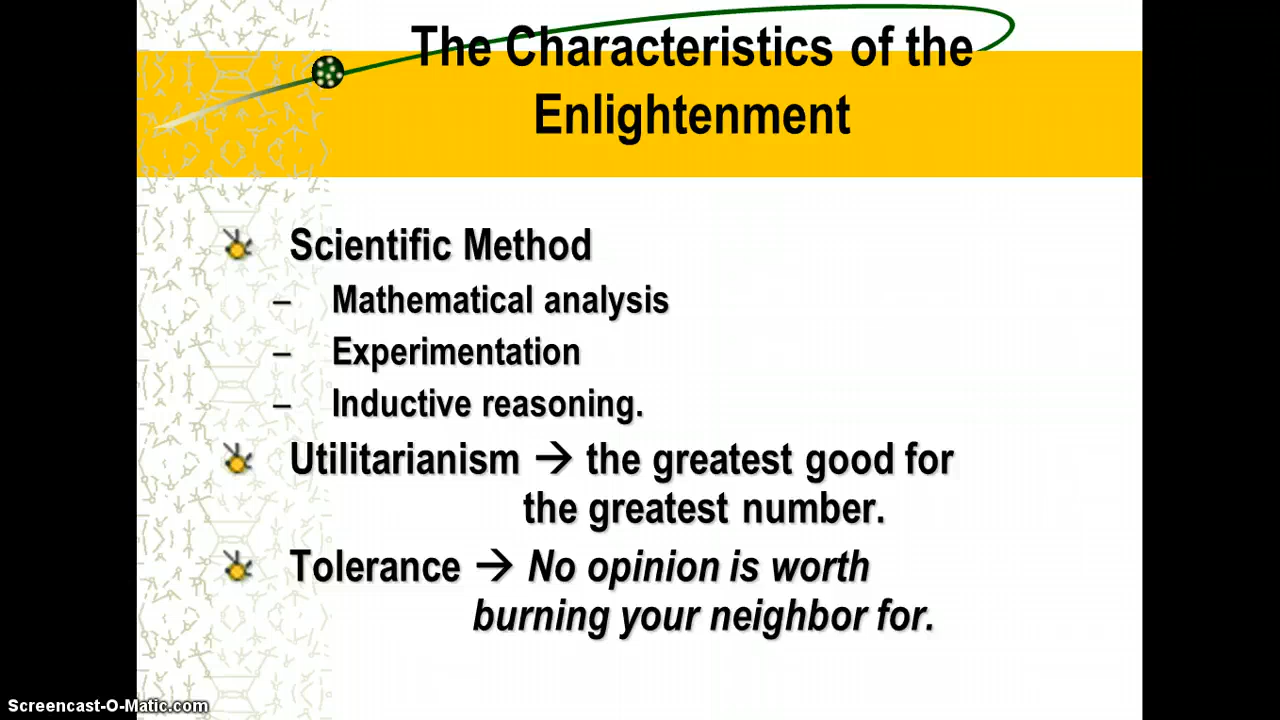 The Characteristics of the
Enlightenment
Scientific Method
– Mathematical analysis
– Experimentation
– Inductive reasoning.
Utilitarianism → the greatest good for
the greatest number.
Tolerance → No opinion is worth
burning your neighbor for.
Screencast-O-Matic.com